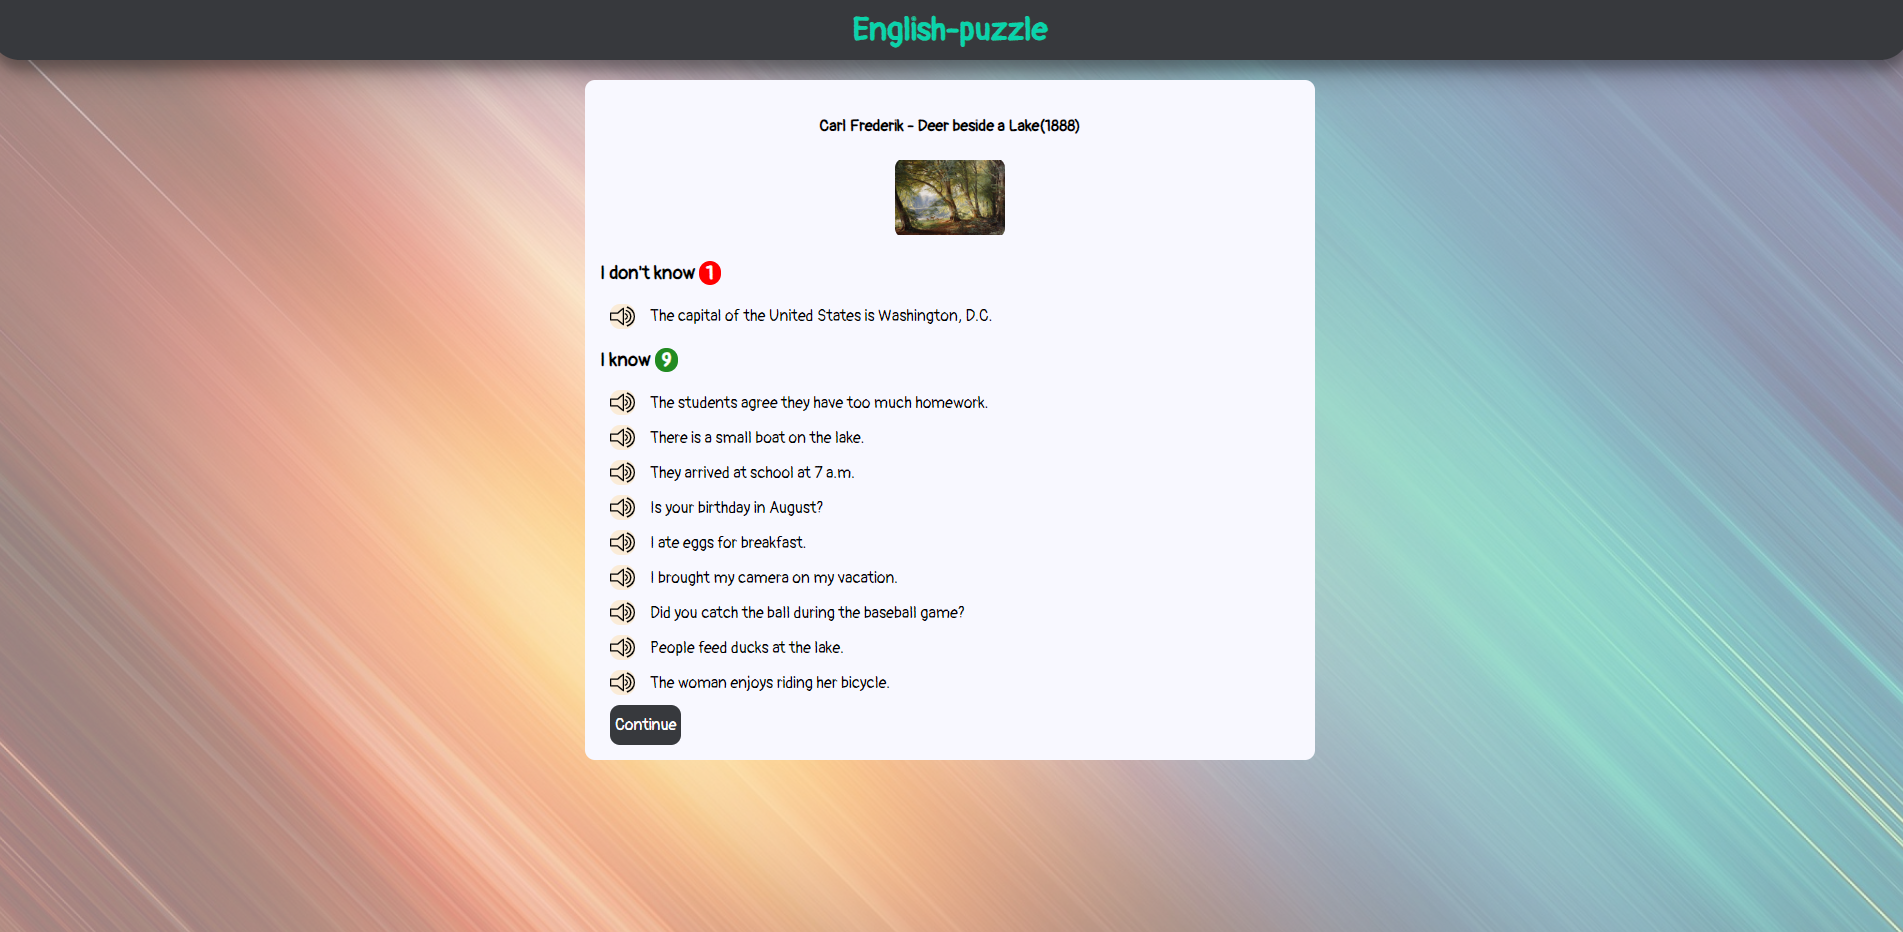 English-puzzle
Carl Frederik - Deer beside a Lake(1888)
I don't know 1
The capital of the United States is Washington, D.C.
I know 9
The students agree they have too much homework.
There is a small boat on the lake.
They arrived at school at 7 a.m.
Is your birthday in August?
I ate eggs for breakfast.
I brought my camera on my vacation.
Did you catch the ball during the baseball game?
People feed ducks at the lake.
The woman enjoys riding her bicycle.
Continue